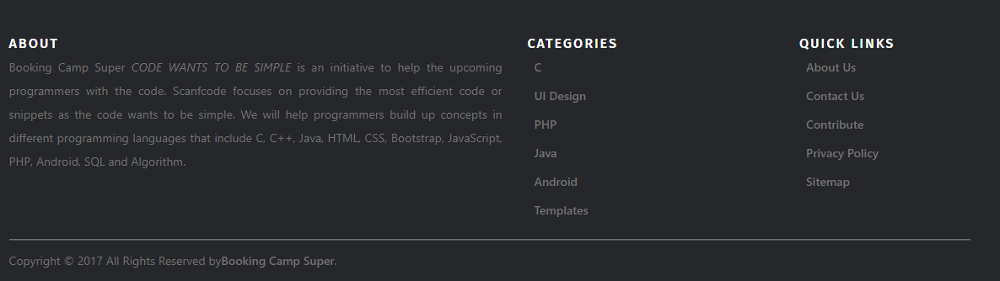 ABOUT
Booking Camp Super CODE WANTS TO BE SIMPLE is an initiative to help the upcoming
programmers with the code. Scanfcode focuses on providing the most efficient code or
snippets as the code wants to be simple. We will help programmers build up concepts in
different programming languages that include C, C++, Java, HTML, CSS, Bootstrap, JavaScript,
PHP, Android, SQL and Algorithm.
CATEGORIES
C
UI Design
PHP
Java
Android
Templates
QUICK LINKS
About Us
Contact Us
Contribute
Privacy Policy
Sitemap
Copyright © 2017 All Rights Reserved byBooking Camp Super.